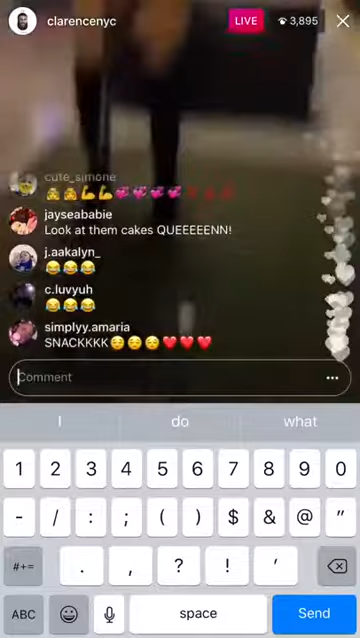 clarencenyc LIVE 3,895
cute_simone
jayseababie
Look at them cakes QUEEEEENN!
j.aakalyn_
😂😂😂
c.luvyuh
😂😂😂
simplyy.amaria
SNACKKKK😌😌😌❤️❤️❤️
Comment
I do what
1 2 3 4 5 6 7 8 9 0
- / : ; ( ) $ & @ "
#+= . , ? ! '
ABC space Send